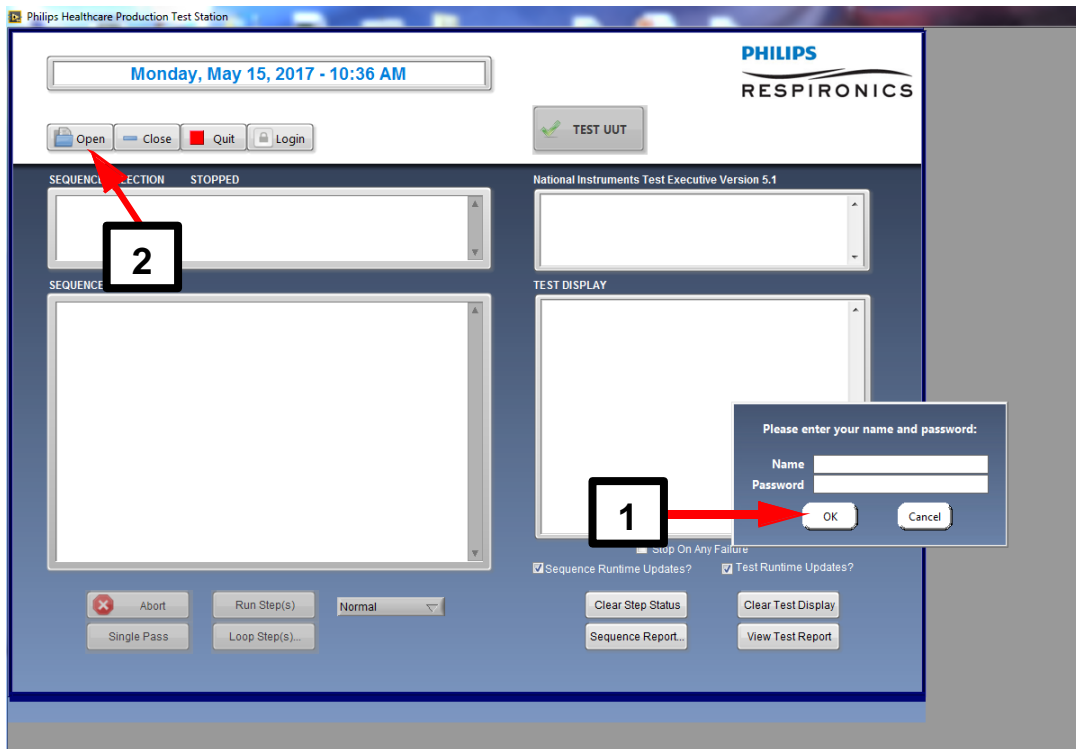 Philips Healthcare Production Test Station
PHILIPS
RESPIRONICS
Monday, May 15, 2017 - 10:36 AM
Open Close Quit Login
TEST UUT
2
SEQUENCE LECTION STOPPED
National Instruments Test Executive Version 5.1
SEQUENCE
TEST DISPLAY
Please enter your name and password:
Name
Password
OK Cancel
1
Stop On Any Failure
Sequence Runtime Updates? Test Runtime Updates?
Abort Run Step(s) Normal
Clear Step Status Clear Test Display
Single Pass Loop Step(s)...
Sequence Report... View Test Report